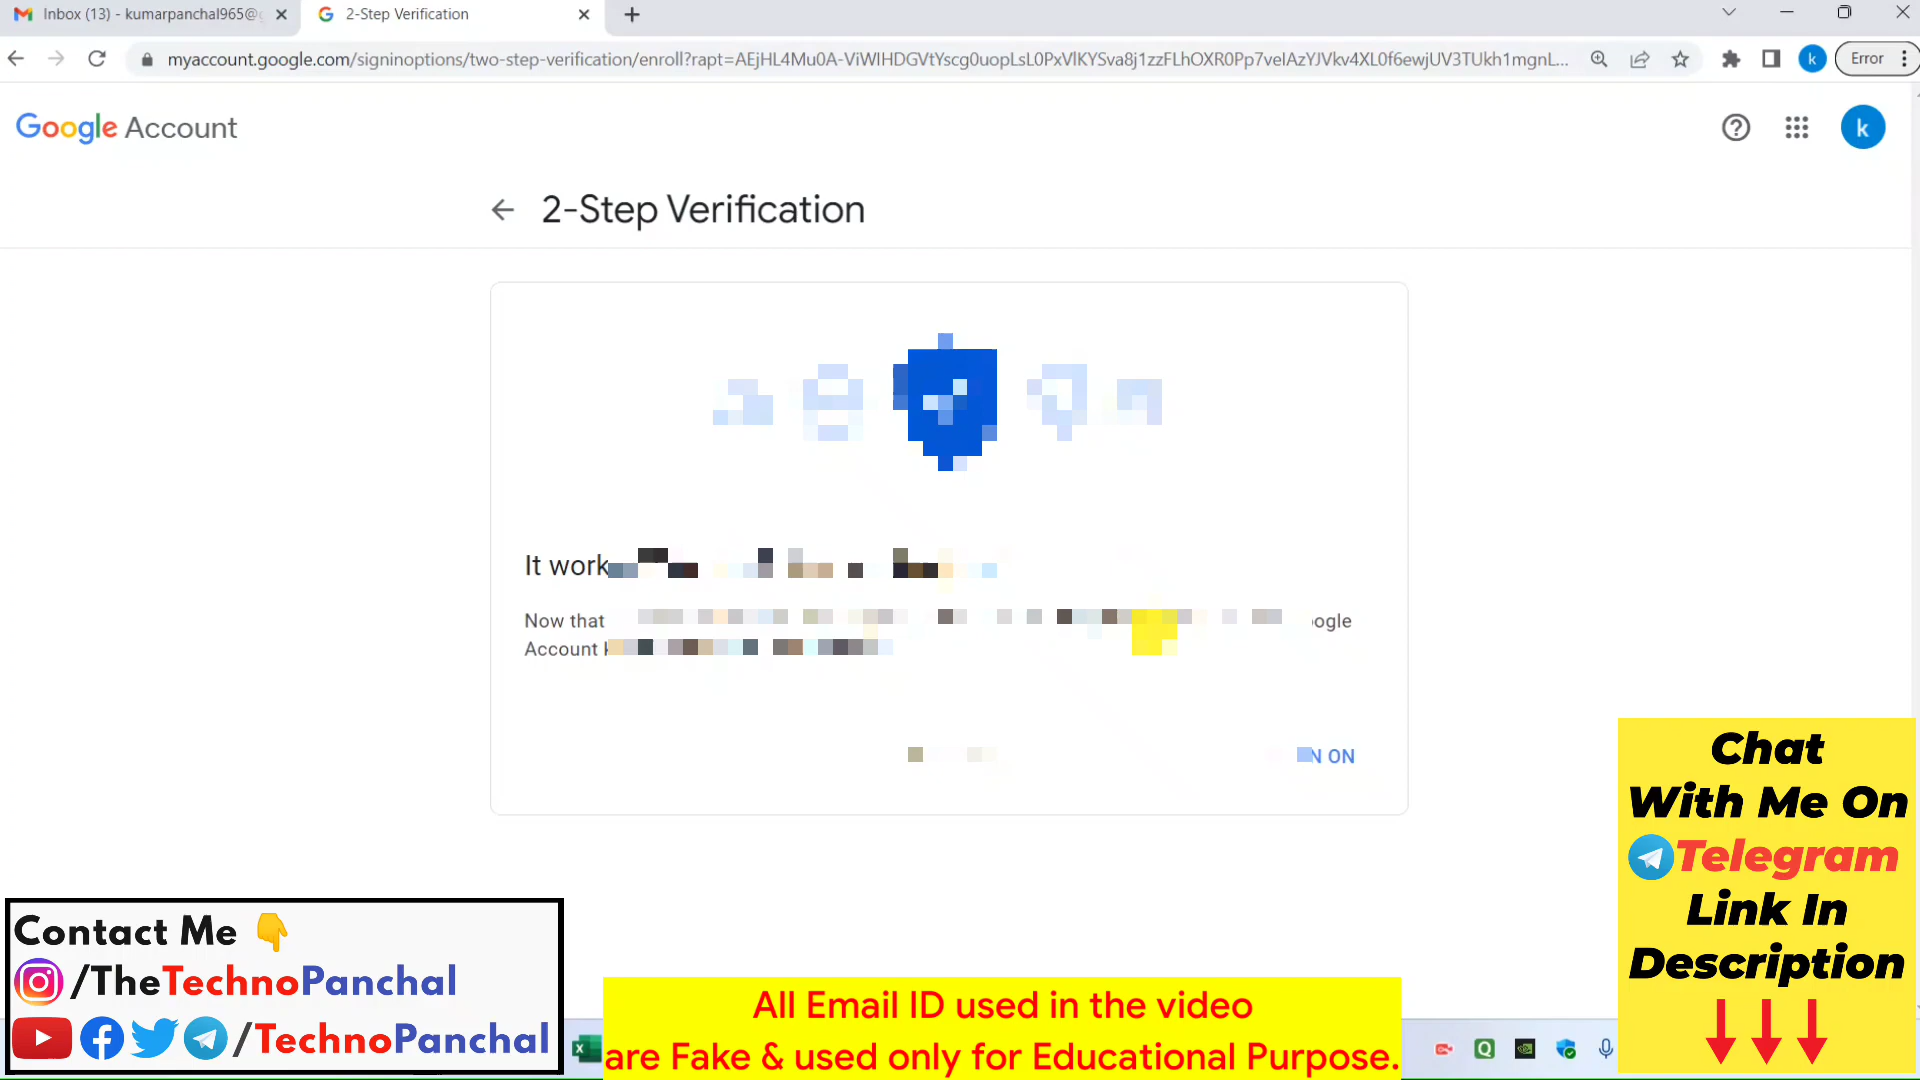 Inbox (13) - kumarpanchal965@g
2-Step Verification
myaccount.google.com/signinoptions/two-step-verification/enroll?rapt=AEjHL4Mu0A-ViWIHDGVtYscg0uopLsL0PxVlKYSva8j1zzFLhOXR0Pp7veIAzYJVkv4XL0f6ewjUV3TUkh1mgnL...
k
Error
Google Account
k
2-Step Verification
It work
Now that
ogle
Account
N ON
Chat
With Me On
Telegram
Link In
Description
Contact Me 👇
/TheTechnoPanchal
/TechnoPanchal
All Email ID used in the video
are Fake & used only for Educational Purpose.